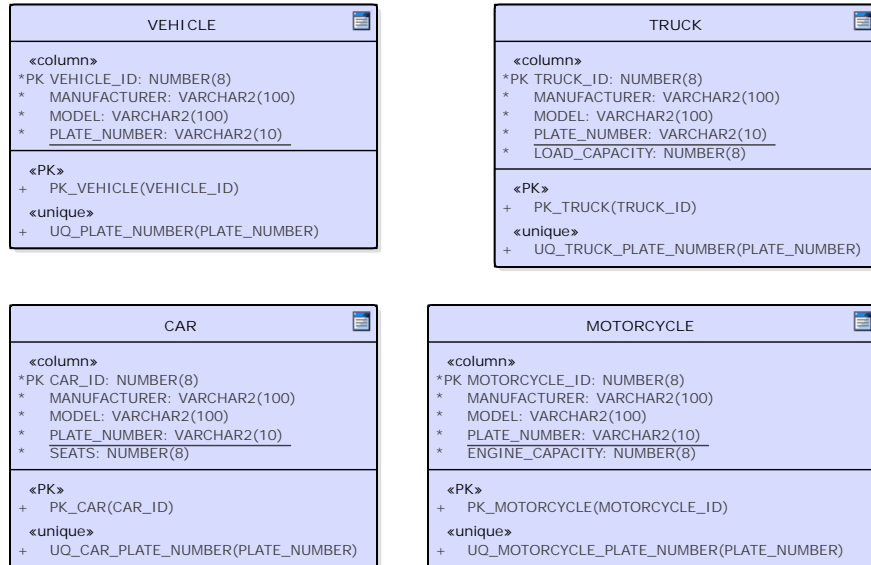 VEHICLE
«column»
*PK VEHICLE_ID: NUMBER(8)
* MANUFACTURER: VARCHAR2(100)
* MODEL: VARCHAR2(100)
* PLATE_NUMBER: VARCHAR2(10)
«PK»
+ PK_VEHICLE(VEHICLE_ID)
«unique»
+ UQ_PLATE_NUMBER(PLATE_NUMBER)
TRUCK
«column»
*PK TRUCK_ID: NUMBER(8)
* MANUFACTURER: VARCHAR2(100)
* MODEL: VARCHAR2(100)
* PLATE_NUMBER: VARCHAR2(10)
* LOAD_CAPACITY: NUMBER(8)
«PK»
+ PK_TRUCK(TRUCK_ID)
«unique»
+ UQ_TRUCK_PLATE_NUMBER(PLATE_NUMBER)
CAR
«column»
*PK CAR_ID: NUMBER(8)
* MANUFACTURER: VARCHAR2(100)
* MODEL: VARCHAR2(100)
* PLATE_NUMBER: VARCHAR2(10)
* SEATS: NUMBER(8)
«PK»
+ PK_CAR(CAR_ID)
«unique»
+ UQ_CAR_PLATE_NUMBER(PLATE_NUMBER)
MOTORCYCLE
«column»
*PK MOTORCYCLE_ID: NUMBER(8)
* MANUFACTURER: VARCHAR2(100)
* MODEL: VARCHAR2(100)
* PLATE_NUMBER: VARCHAR2(10)
* ENGINE_CAPACITY: NUMBER(8)
«PK»
+ PK_MOTORCYCLE(MOTORCYCLE_ID)
«unique»
+ UQ_MOTORCYCLE_PLATE_NUMBER(PLATE_NUMBER)